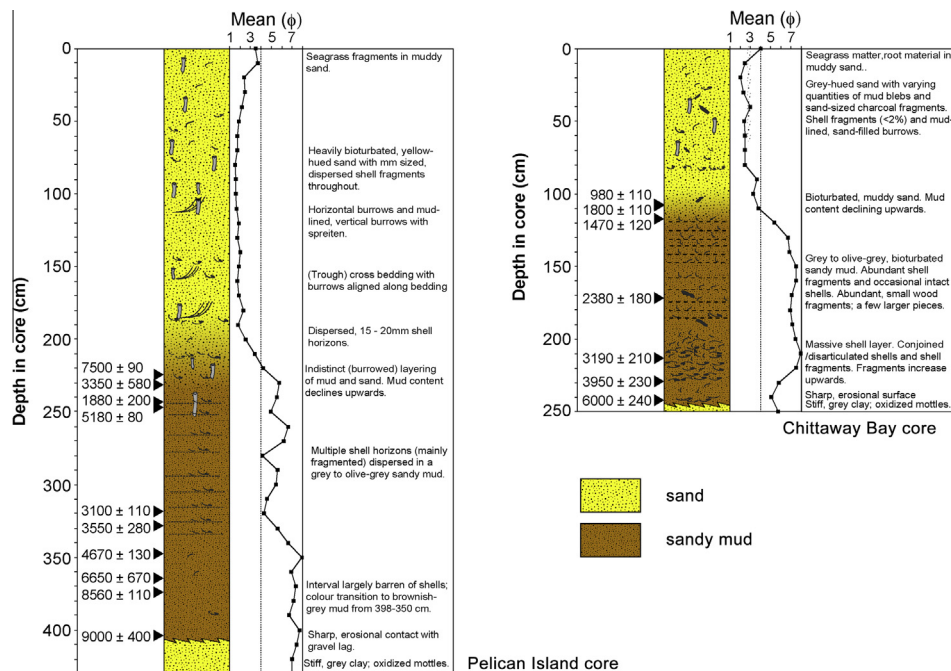 Mean (ϕ)
1 3 5 7
0
50
100
150
200
250
300
350
400
Depth in core (cm)
Seagrass fragments in muddy
sand.
Heavily bioturbated, yellow-
hued sand with mm sized,
dispersed shell fragments
throughout.
Horizontal burrows and mud-
lined, vertical burrows with
spreiten.
(Trough) cross bedding with
burrows aligned along bedding
Dispersed, 15 - 20mm shell
horizons.
Indistinct (burrowed) layering
of mud and sand. Mud content
declines upwards.
Multiple shell horizons (mainly
fragmented) dispersed in a
grey to olive-grey sandy mud.
Interval largely barren of shells;
colour transition to brownish-
grey mud from 398-350 cm.
Sharp, erosional contact with
gravel lag.
Stiff, grey clay; oxidized mottles.
7500 ± 90
3350 ± 580
1880 ± 200
5180 ± 80
3100 ± 110
3550 ± 280
4670 ± 130
6650 ± 670
8560 ± 110
9000 ± 400
Pelican Island core
Mean (ϕ)
1 3 5 7
0
50
100
150
200
250
Depth in core (cm)
Seagrass matter,root material in
muddy sand..
Grey-hued sand with varying
quantities of mud blebs and
sand-sized charcoal fragments.
Shell fragments (<2%) and mud-
lined, sand-filled burrows.
Bioturbated, muddy sand. Mud
content declining upwards.
Grey to olive-grey, bioturbated
sandy mud. Abundant shell
fragments and occasional intact
shells. Abundant, small wood
fragments; a few larger pieces.
Massive shell layer. Conjoined
/disarticulated shells and shell
fragments. Fragments increase
upwards.
Sharp, erosional surface
Stiff, grey clay; oxidized mottles.
980 ± 110
1800 ± 110
1470 ± 120
2380 ± 180
3190 ± 210
3950 ± 230
6000 ± 240
Chittaway Bay core
sand
sandy mud